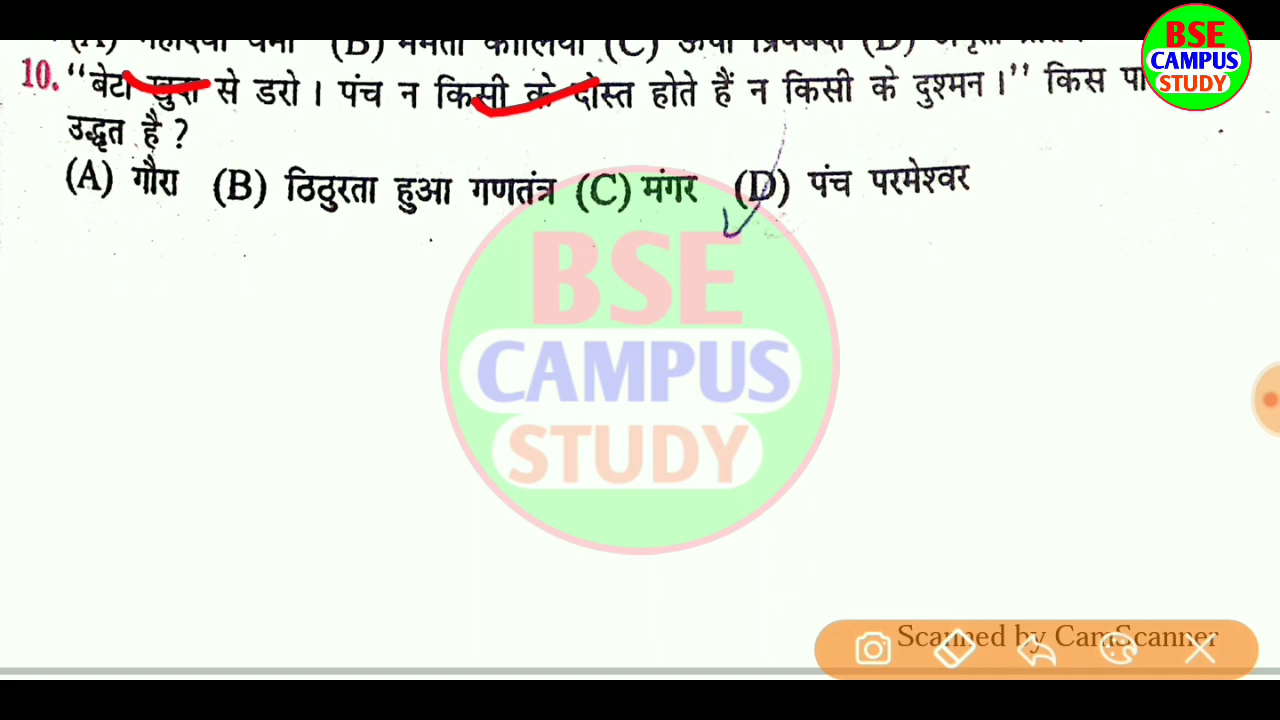 BSE
CAMPUS
STUDY
10. "बेटा खुदा से डरो । पंच न किसी के दोस्त होते हैं न किसी के दुश्मन ।" किस
उद्धृत है ?
(A) गौरा (B) ठिठुरता हुआ गणतंत्र (C) मंगर (D) पंच परमेश्वर
BSE
CAMPUS
STUDY
Scanned by CamScanner